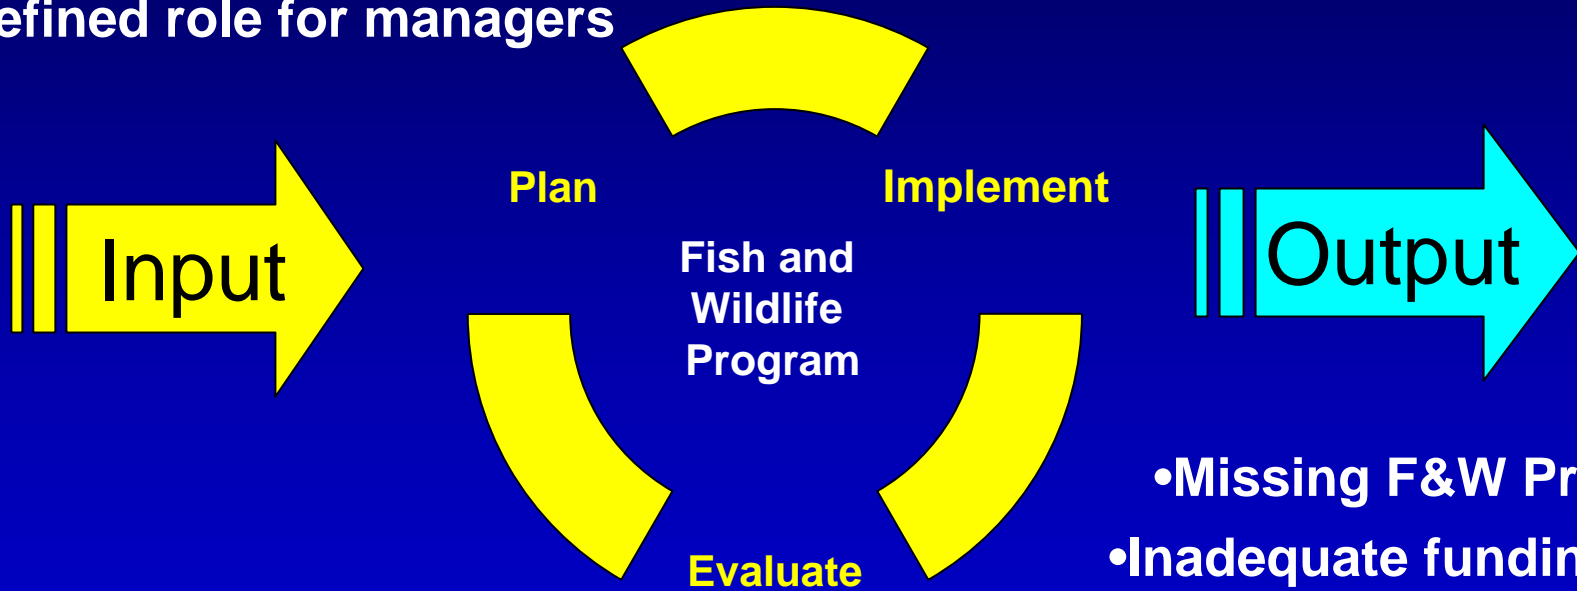 efined role for managers
Plan
Implement
Input
Output
Fish and
Wildlife
Program
•Missing F&W Pr
•Inadequate fundin
Evaluate